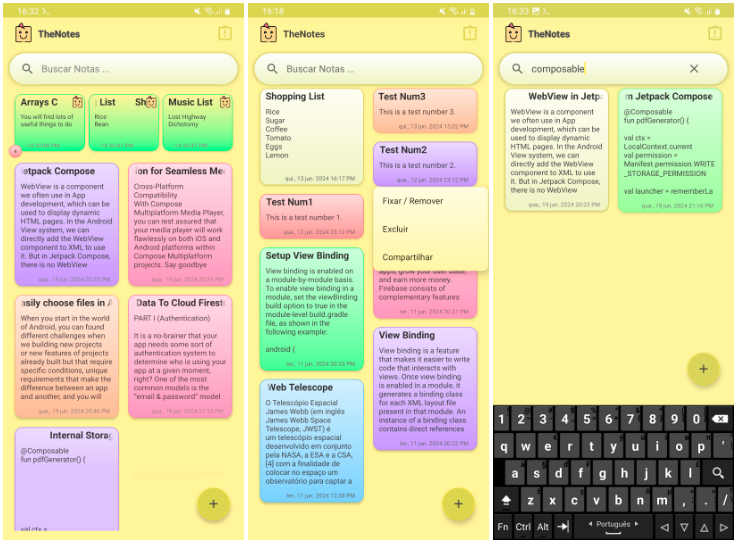 16:32
TheNotes
Buscar Notas ...
Arrays C
You will find lots of
useful things to do
List
Rice
Bean
Music List
Lost Highway
Dichotomy
etpack Compose
WebView is a component
we often use in App
development, which can be
used to display dynamic
HTML pages. In the Android
View system, we can
directly add the WebView
component to XML to use
it. But in Jetpack Compose,
there is no WebView
qua., 19 jun. 2024 20:23 PM
ion for Seamless Me
Cross-Platform
Compatibility
With Compose
Multiplatform Media Player,
you can rest assured that
your media player will work
flawlessly on both iOS and
Android platforms within
Compose Multiplatform
projects. Say goodbye
qua., 19 jun. 2024 20:33 PM
asily choose files in A
When you start in the world
of Android, you can found
different challenges when
we building new projects
or new features of projects
already built but that require
specific conditions, unique
requirements that make the
difference between an app
and another, and you will
qua., 19 jun. 2024 20:40 PM
Data To Cloud Firest
PART I (Authentication)
It is a no-brainer that your
app needs some sort of
authentication system to
determine who is using your
app at a given moment,
right? One of the most
common models is the
"email & password" model
qua., 19 jun. 2024 21:13 PM
Internal Storag
@Composable
fun pdfGenerator() {
val ctx =
+
16:18
TheNotes
Buscar Notas ...
Shopping List
Rice
Sugar
Coffee
Tomato
Eggs
Lemon
qui., 13 jun. 2024 16:17 PM
Test Num3
This is a test number 3.
qui., 13 jun. 2024 15:02 PM
Test Num2
This is a test number 2.
qua., 12 jun. 2024 23:12 PM
Fixar / Remover
Excluir
Compartilhar
Test Num1
This is a test number 1.
qua., 12 jun. 2024 23:12 PM
apps, grow your user base,
and earn more money.
Firebase consists of
complementary features
ter., 11 jun. 2024 20:31 PM
Setup View Binding
View binding is enabled on
a module-by-module basis.
To enable view binding in a
module, set the viewBinding
build option to true in the
module-level build.gradle
file, as shown in the
following example:
android {
ter., 11 jun. 2024 20:23 PM
View Binding
View binding is a feature
that makes it easier to write
code that interacts with
views. Once view binding
is enabled in a module, it
generates a binding class
for each XML layout file
present in that module. An
instance of a binding class
contains direct references
ter., 11 jun. 2024 20:22 PM
Web Telescope
O Telescópio Espacial
James Webb (em inglês
James Webb Space
Telescope, JWST) é
um telescópio espacial
desenvolvido em conjunto
pela NASA, a ESA e a CSA,
[4] com a finalidade de
colocar no espaço um
observatório para captar a
ter., 11 jun. 2024 12:08 PM
+
16:33
TheNotes
composable
WebView in Jetp
WebView is a component
we often use in App
development, which can be
used to display dynamic
HTML pages. In the Android
View system, we can
directly add the WebView
component to XML to use
it. But in Jetpack Compose,
there is no WebView
qua., 19 jun. 2024 20:23 PM
m Jetpack Compose
@Composable
fun pdfGenerator() {
val ctx =
LocalContext.current
val permission =
Manifest.permission.WRITE
_STORAGE_PERMISSION
val launcher = rememberLa
qua., 19 jun. 2024 21:16 PM
+
1 2 3 4 5 6 7 8 9 0
q w e r t y u i o p '
a s d f g h j k l
z x c v b n m , . /
Fn Ctrl Alt Português